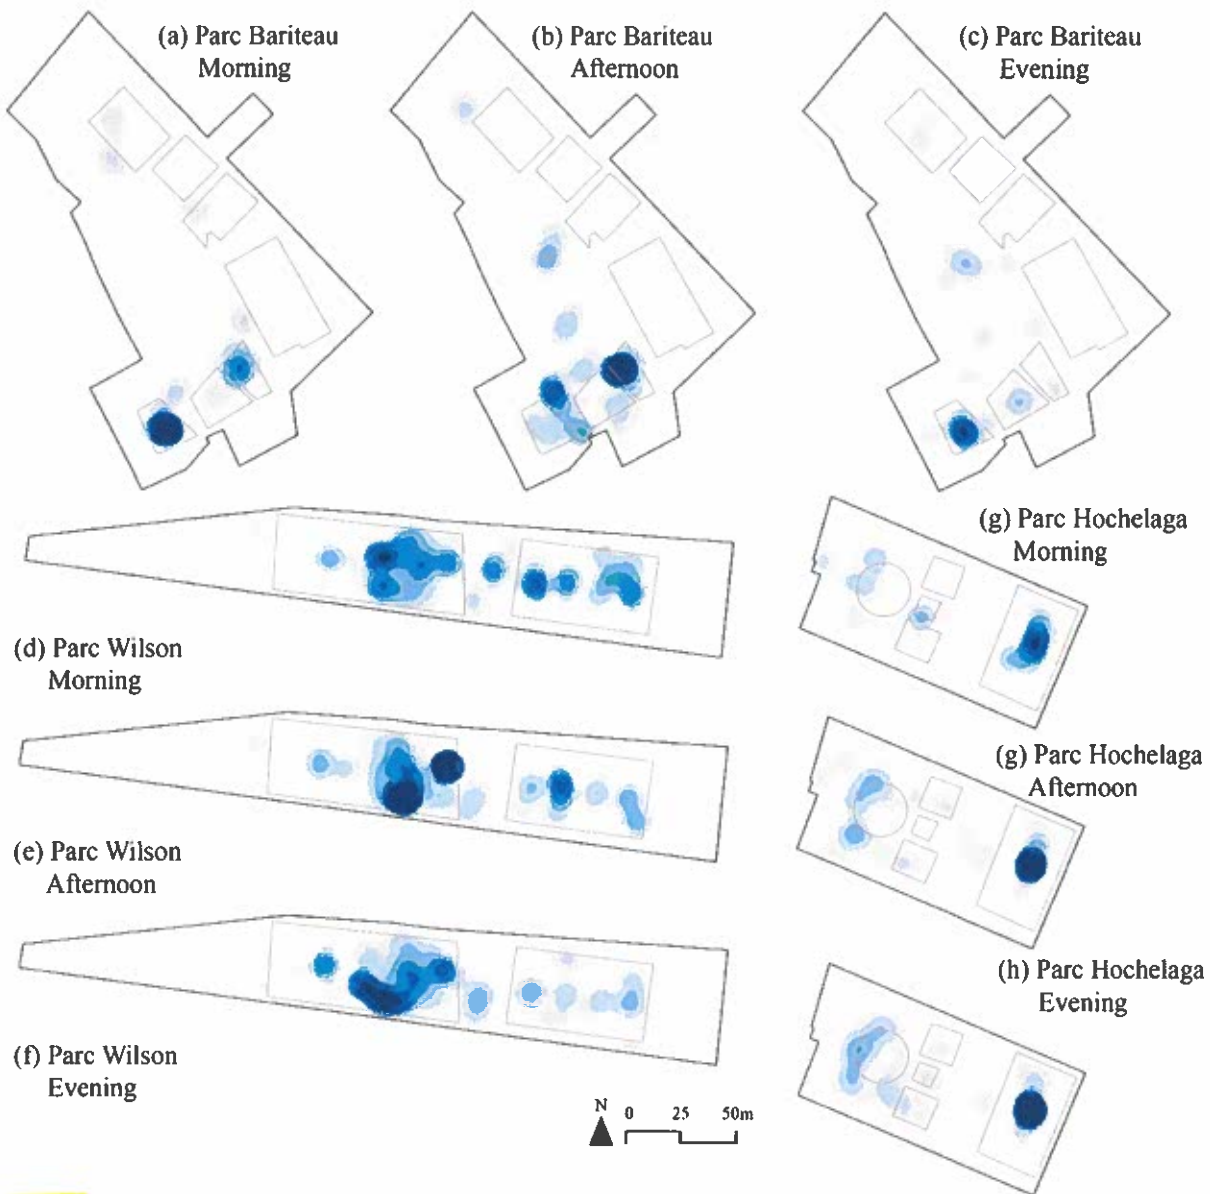 (a) Parc Bariteau
Morning
(b) Parc Bariteau
Afternoon
(c) Parc Bariteau
Evening
(d) Parc Wilson
Morning
(g) Parc Hochelaga
Morning
(e) Parc Wilson
Afternoon
(g) Parc Hochelaga
Afternoon
(f) Parc Wilson
Evening
(h) Parc Hochelaga
Evening
N 0 25 50m